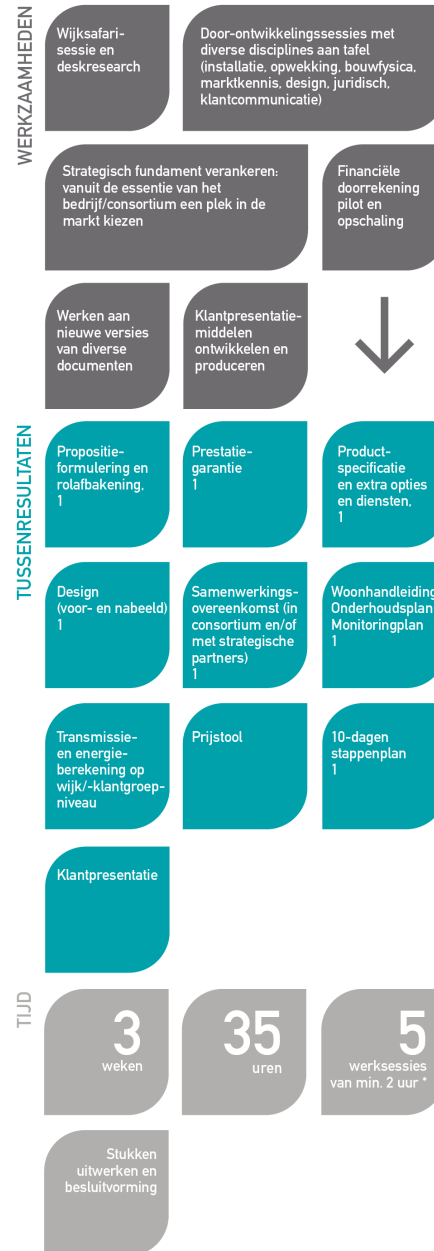 WERKZAAMHEDEN
Wijksafari-
sessie en
deskresearch
Door-ontwikkelingssessies met
diverse disciplines aan tafel
(installatie, opwekking, bouwfysica,
marktkennis, design, juridisch,
klantcommunicatie)
Strategisch fundament verankeren:
vanuit de essentie van het
bedrijf/consortium een plek in de
markt kiezen
Financiële
doorrekening
pilot en
opschaling
Werken aan
nieuwe versies
van diverse
documenten
Klantpresentatie-
middelen
ontwikkelen en
produceren
TUSSENRESULTATEN
Propositie-
formulering en
rolafbakening,
1
Prestatie-
garantie
1
Product-
specificatie
en extra opties
en diensten,
1
Design
(voor- en nabeeld)
1
Samenwerkings-
overeenkomst (in
consortium en/of
met strategische
partners)
1
Woonhandleiding
Onderhoudsplan
Monitoringplan
1
Transmissie-
en energie-
berekening op
wijk/-klantgroep-
niveau
Prijstool
10-dagen
stappenplan
1
Klantpresentatie
TIJD
3
weken
35
uren
5
werksessies
van min. 2 uur *
Stukken
uitwerken en
besluitvorming